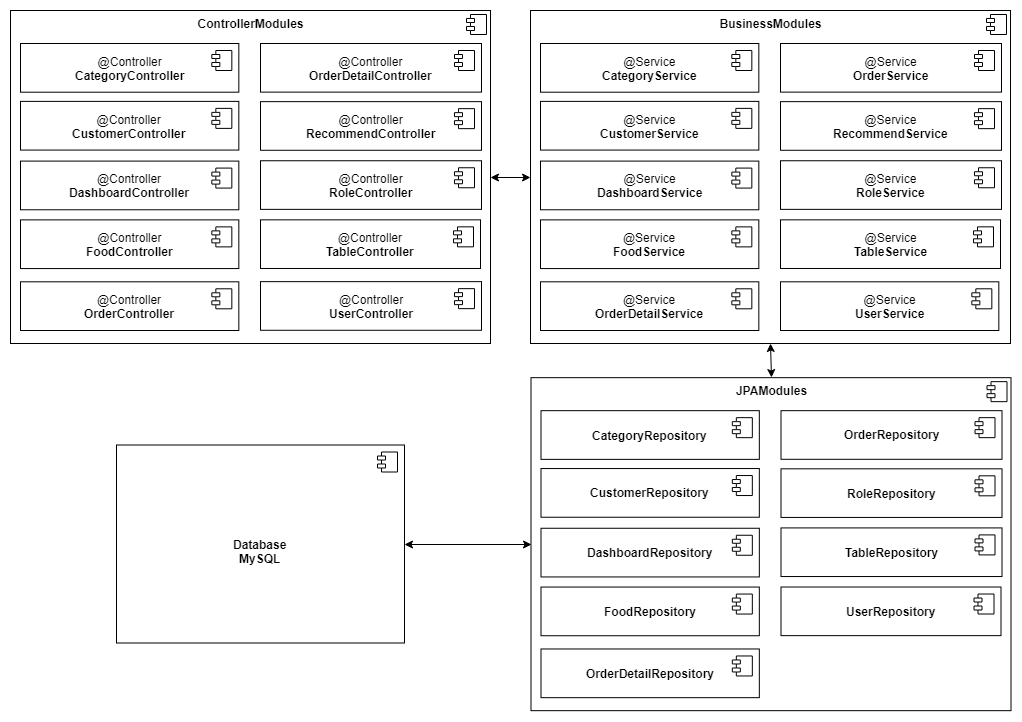 ControllerModules
@Controller
CategoryController
@Controller
OrderDetailController
@Controller
CustomerController
@Controller
RecommendController
@Controller
DashboardController
@Controller
RoleController
@Controller
FoodController
@Controller
TableController
@Controller
OrderController
@Controller
UserController
BusinessModules
@Service
CategoryService
@Service
OrderService
@Service
CustomerService
@Service
RecommendService
@Service
DashboardService
@Service
RoleService
@Service
FoodService
@Service
TableService
@Service
OrderDetailService
@Service
UserService
JPAModules
CategoryRepository
OrderRepository
CustomerRepository
RoleRepository
DashboardRepository
TableRepository
FoodRepository
UserRepository
OrderDetailRepository
Database
MySQL